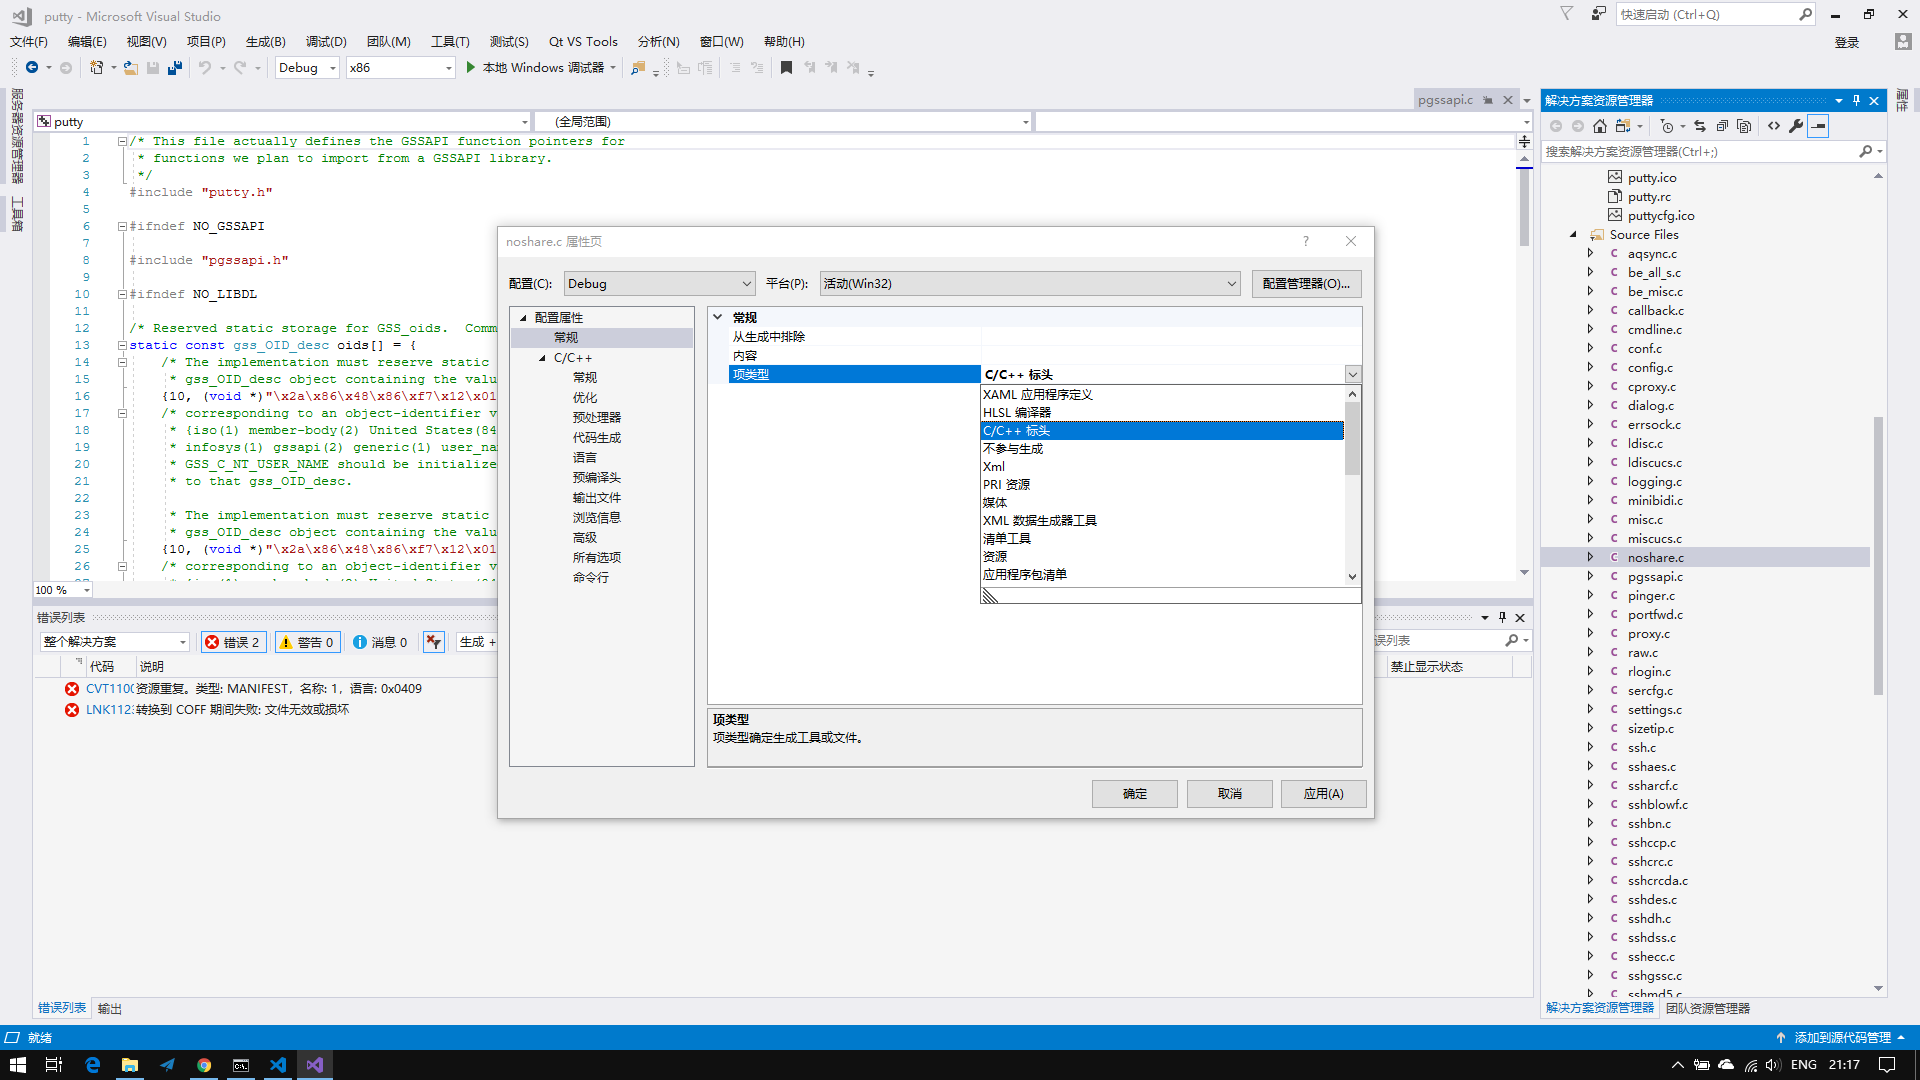 putty - Microsoft Visual Studio
快速启动 (Ctrl+Q)
文件(F) 编辑(E) 视图(V) 项目(P) 生成(B) 调试(D) 团队(M) 工具(T) 测试(S) Qt VS Tools 分析(N) 窗口(W) 帮助(H)
登录
Debug x86 本地 Windows 调试器
服务器资源管理器
工具箱
pgssapi.c
putty (全局范围)
1 /* This file actually defines the GSSAPI function pointers for
2 * functions we plan to import from a GSSAPI library.
3 */
4 #include "putty.h"
5
6 #ifndef NO_GSSAPI
7
8 #include "pgssapi.h"
9
10 #ifndef NO_LIBDL
11
12 /* Reserved static storage for GSS_oids. Comm
13 static const gss_OID_desc oids[] = {
14 /* The implementation must reserve static
15 * gss_OID_desc object containing the valu
16 {10, (void *)"\x2a\x86\x48\x86\xf7\x12\x01
17 /* corresponding to an object-identifier v
18 * {iso(1) member-body(2) United States(84
19 * infosys(1) gssapi(2) generic(1) user_na
20 * GSS_C_NT_USER_NAME should be initialize
21 * to that gss_OID_desc.
22
23 * The implementation must reserve static
24 * gss_OID_desc object containing the valu
25 {10, (void *)"\x2a\x86\x48\x86\xf7\x12\x01
26 /* corresponding to an object-identifier v
100 %
noshare.c 属性页
?
配置(C): Debug 平台(P): 活动(Win32) 配置管理器(O)...
配置属性
常规
C/C++
常规
优化
预处理器
代码生成
语言
预编译头
输出文件
浏览信息
高级
所有选项
命令行
常规
从生成中排除
内容
项类型 C/C++ 标头
XAML 应用程序定义
HLSL 编译器
C/C++ 标头
不参与生成
Xml
PRI 资源
媒体
XML 数据生成器工具
清单工具
资源
应用程序包清单
项类型
项类型确定生成工具或文件。
确定 取消 应用(A)
错误列表
整个解决方案 错误 2 警告 0 消息 0 生成 +
误列表
代码 说明 禁止显示状态
CVT110 资源重复。类型: MANIFEST，名称: 1，语言: 0x0409
LNK112 转换到 COFF 期间失败: 文件无效或损坏
错误列表 输出
解决方案资源管理器
属性
搜索解决方案资源管理器(Ctrl+;)
putty.ico
putty.rc
puttycfg.ico
Source Files
aqsync.c
be_all_s.c
be_misc.c
callback.c
cmdline.c
conf.c
config.c
cproxy.c
dialog.c
errsock.c
ldisc.c
ldiscucs.c
logging.c
minibidi.c
misc.c
miscucs.c
noshare.c
pgssapi.c
pinger.c
portfwd.c
proxy.c
raw.c
rlogin.c
sercfg.c
settings.c
sizetip.c
ssh.c
sshaes.c
ssharcf.c
sshblowf.c
sshbn.c
sshccp.c
sshcrc.c
sshcrcda.c
sshdes.c
sshdh.c
sshdss.c
sshecc.c
sshgssc.c
sshmd5.c
解决方案资源管理器 团队资源管理器
就绪
添加到源代码管理
ENG 21:17